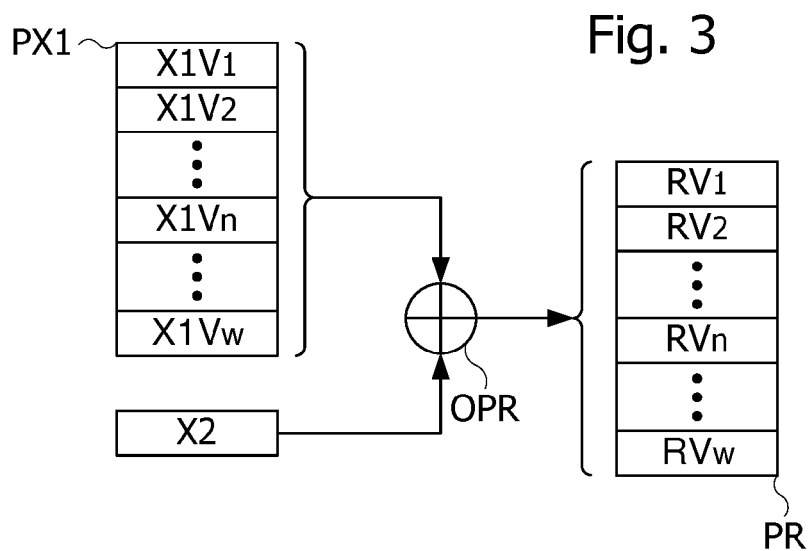 Fig. 3
PX1
X1V1
X1V2
X1Vn
X1Vw
X2
OPR
RV1
RV2
RVn
RVw
PR